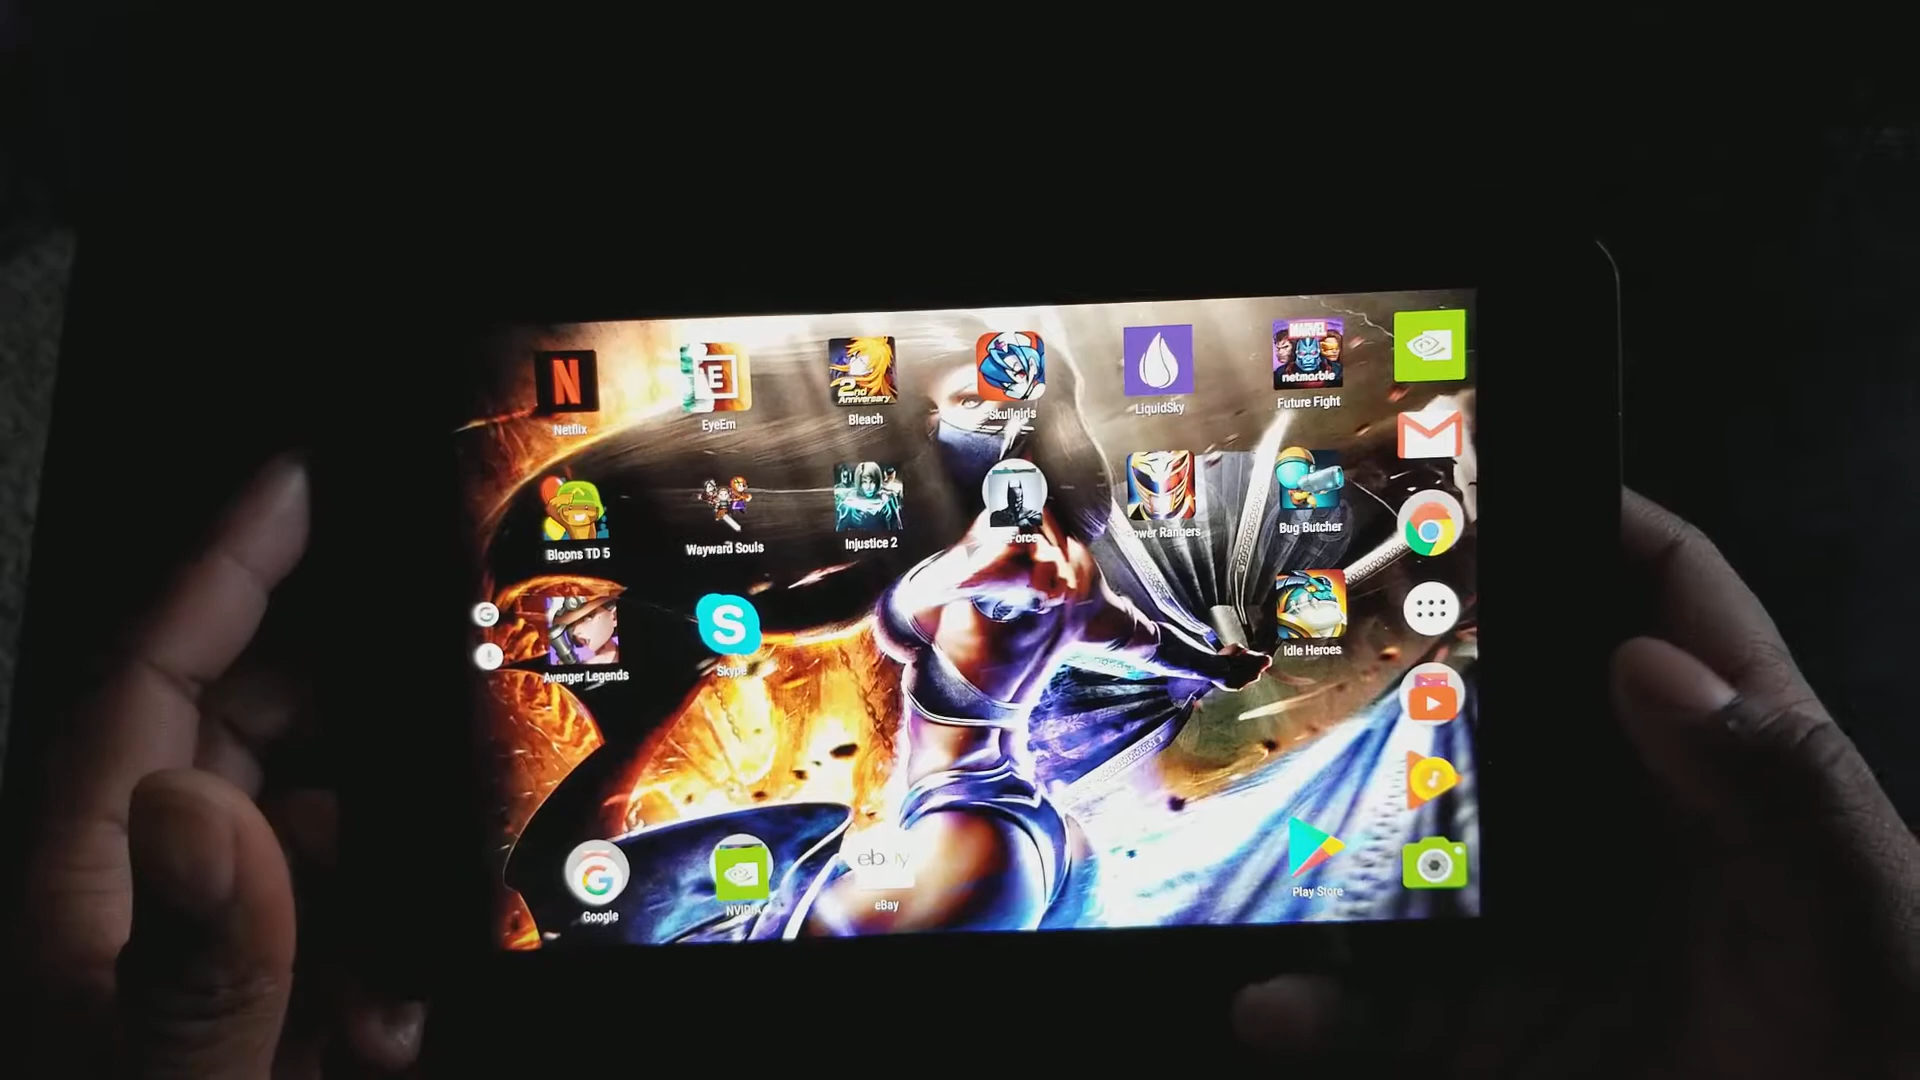 Netflix
EyeEm
Bleach
Skullgirls
LiquidSky
Future Fight
N
E
2nd
Anniversary
MARVEL
netmarble
Bloons TD 5
Wayward Souls
Injustice 2
Force
ower Rangers
Bug Butcher
Avenger Legends
S
Skype
Idle Heroes
G
Google
NVIDIA
ebay
eBay
Play Store